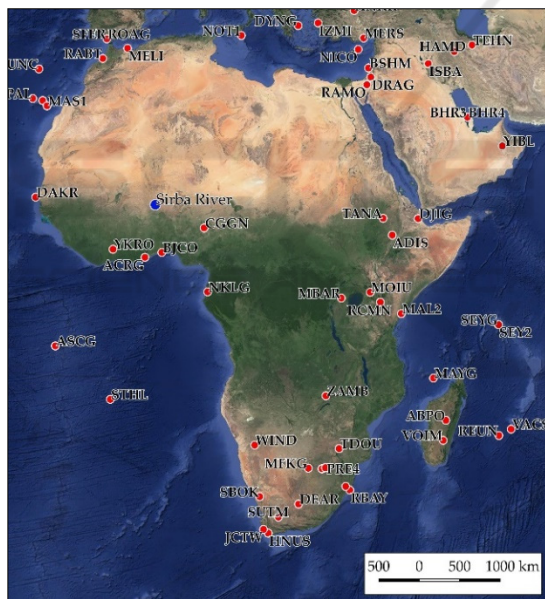 DYNG
IZMI
MERS
TEHN
SFER
ROAG
NOT1
HAMD
RABT
MELI
NICO
BSHM
ISBA
RAMO
DRAG
MAS1
BHR3
BHR4
YIBL
DAKR
Sirba River
TANA
DJIG
CGGN
ADIS
YKRO
BJCO
ACRG
NKLG
MBAR
MOIU
RCMN
MAL2
SEYG
SEY2
ASCG
MAYG
STHL
ZAMB
ABPO
VACS
REUN
VOIM
WIND
TDOU
MFKG
PRE4
SBOK
DEAR
RBAY
SUTM
JCTW
HNUS
500 0 500 1000 km